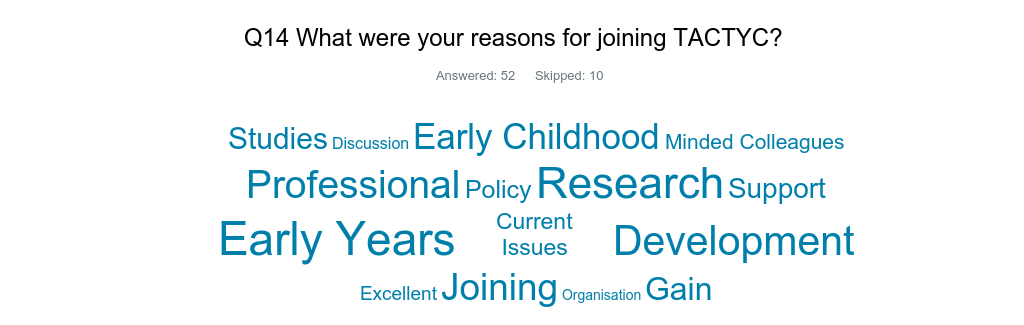 Q14 What were your reasons for joining TACTYC?
Answered: 52 Skipped: 10
Studies Discussion Early Childhood Minded Colleagues
Professional Policy Research Support
Early Years Current Issues Development
Excellent Joining Organisation Gain